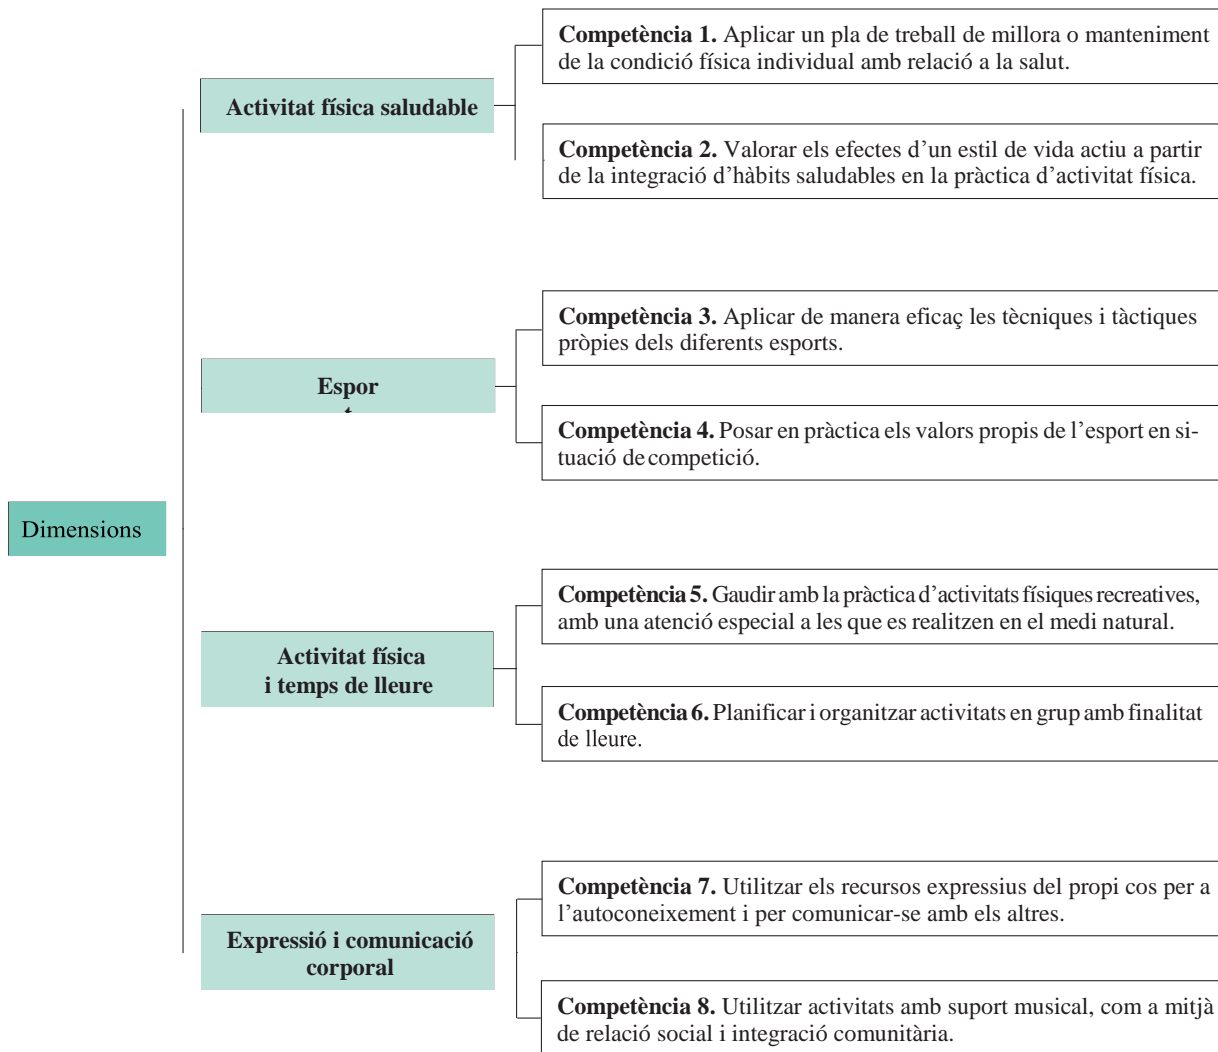 Competència 1. Aplicar un pla de treball de millora o manteniment
de la condició física individual amb relació a la salut.
Activitat física saludable
Competència 2. Valorar els efectes d’un estil de vida actiu a partir
de la integració d’hàbits saludables en la pràctica d’activitat física.
Competència 3. Aplicar de manera eficaç les tècniques i tàctiques
pròpies dels diferents esports.
Espor
t
Competència 4. Posar en pràctica els valors propis de l’esport en si-
tuació de competició.
Dimensions
Competència 5. Gaudir amb la pràctica d’activitats físiques recreatives,
amb una atenció especial a les que es realitzen en el medi natural.
Activitat física
i temps de lleure
Competència 6. Planificar i organitzar activitats en grup amb finalitat
de lleure.
Competència 7. Utilitzar els recursos expressius del propi cos per a
l’autoconeixement i per comunicar-se amb els altres.
Expressió i comunicació
corporal
Competència 8. Utilitzar activitats amb suport musical, com a mitjà
de relació social i integració comunitària.